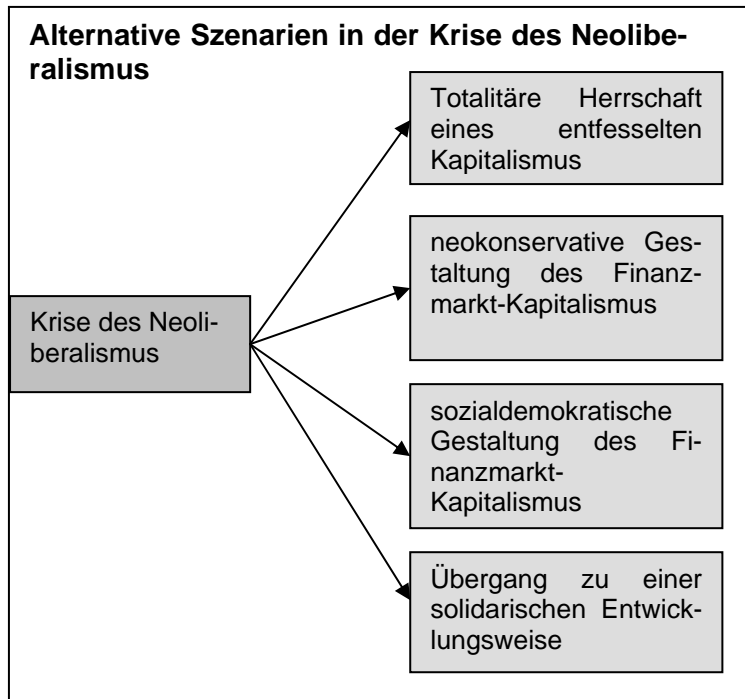 Alternative Szenarien in der Krise des Neolibe-
ralismus
Totalitäre Herrschaft
eines entfesselten
Kapitalismus
neokonservative Ges-
taltung des Finanz-
markt-Kapitalismus
Krise des Neoli-
beralismus
sozialdemokratische
Gestaltung des Fi-
nanzmarkt-
Kapitalismus
Übergang zu einer
solidarischen Entwick-
lungsweise